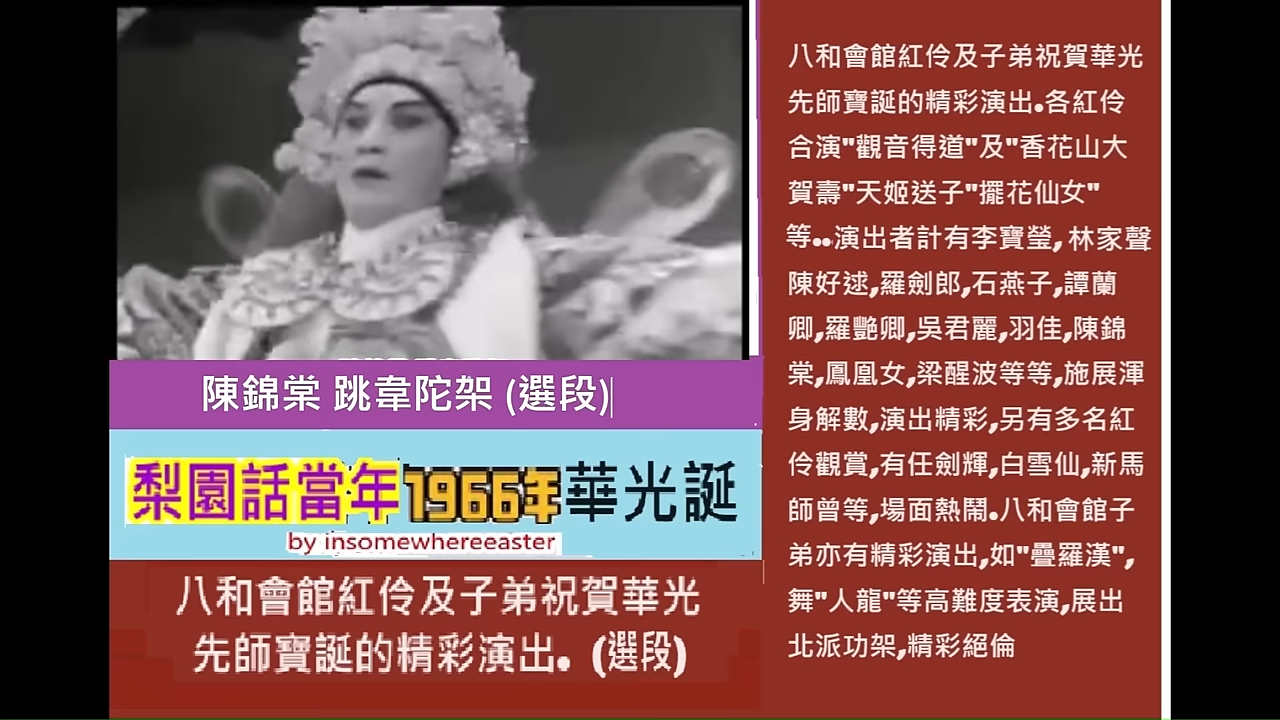 陳錦棠 跳韋陀架 (選段)
梨園話當年1966年華光誕
by insomewhereeaster
八和會館紅伶及子弟祝賀華光
先師寶誕的精彩演出. (選段)
八和會館紅伶及子弟祝賀華光
先師寶誕的精彩演出.各紅伶
合演"觀音得道"及"香花山大
賀壽"天姬送子"擺花仙女"
等..演出者計有李寶瑩,林家聲
陳好逑,羅劍郎,石燕子,譚蘭
卿,羅艷卿,吳君麗,羽佳,陳錦
棠,鳳凰女,梁醒波等等,施展渾
身解數,演出精彩,另有多名紅
伶觀賞,有任劍輝,白雪仙,新馬
師曾等,場面熱鬧.八和會館子
弟亦有精彩演出,如"疊羅漢",
舞"人龍"等高難度表演,展出
北派功架,精彩絕倫